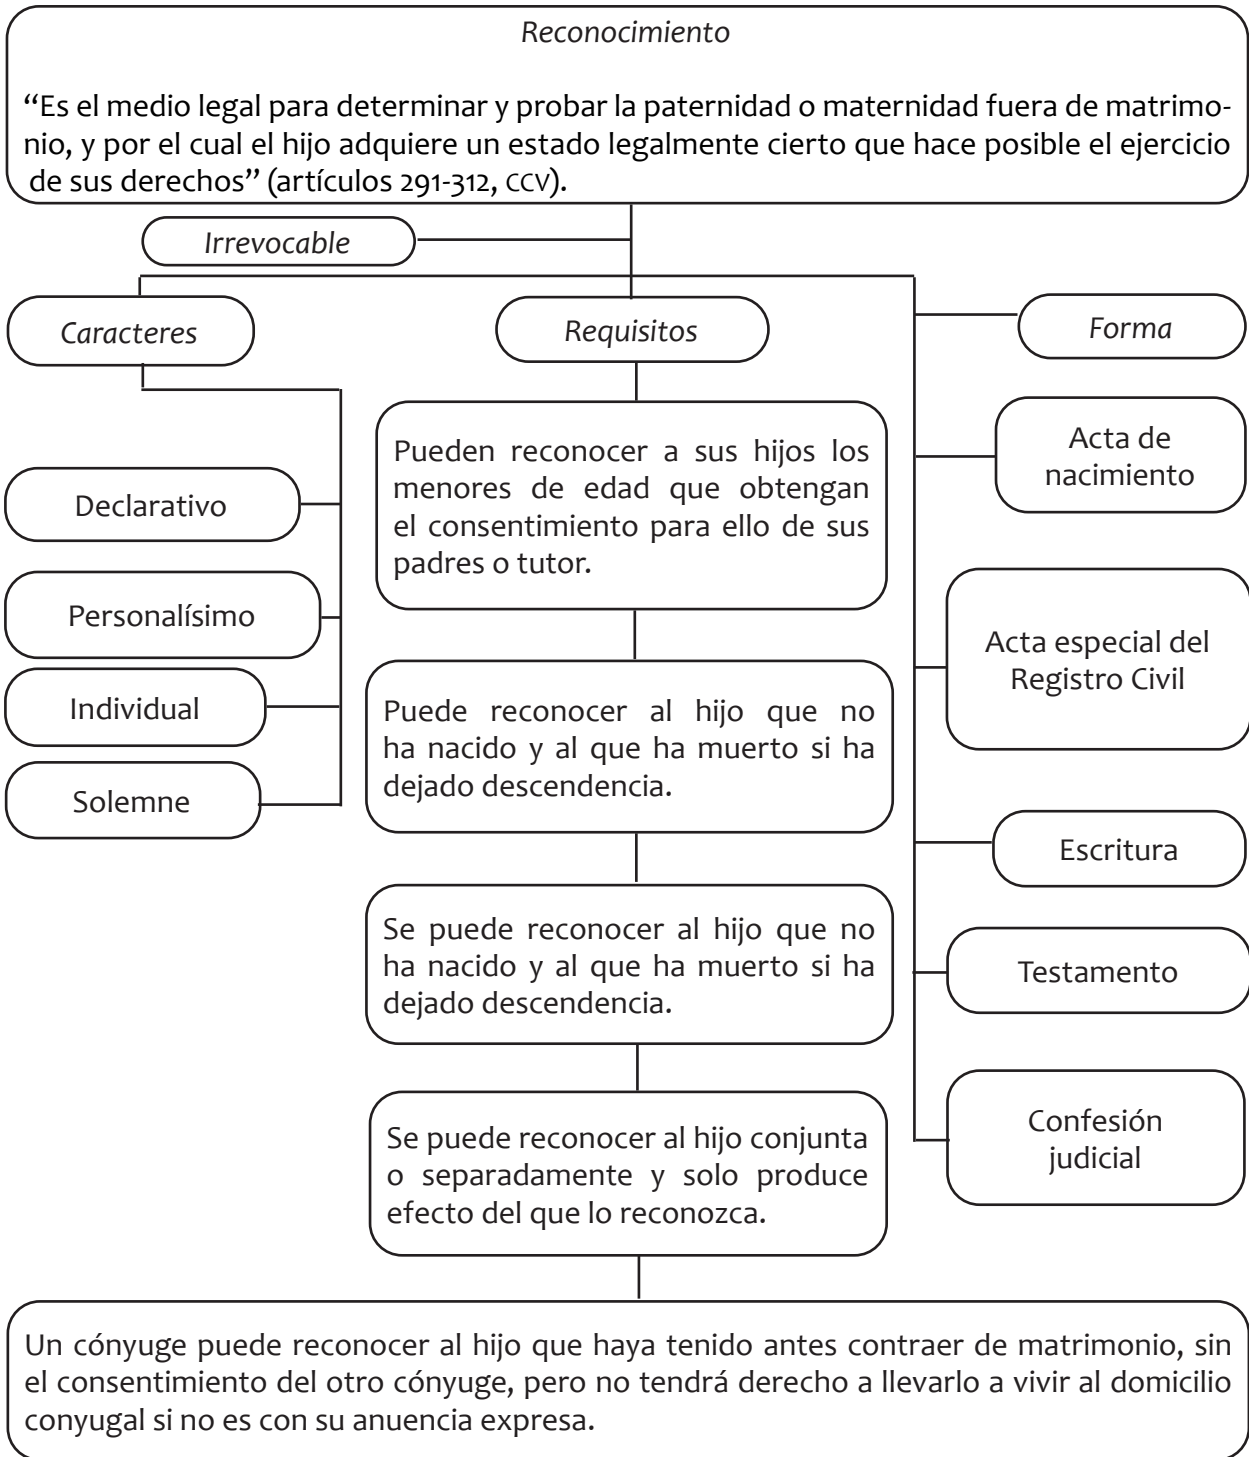 Reconocimiento
“Es el medio legal para determinar y probar la paternidad o maternidad fuera de matrimo-
nio, y por el cual el hijo adquiere un estado legalmente cierto que hace posible el ejercicio
de sus derechos” (artículos 291-312, CCV).
Irrevocable
Caracteres
Declarativo
Personalísimo
Individual
Solemne
Requisitos
Pueden reconocer a sus hijos los
menores de edad que obtengan
el consentimiento para ello de sus
padres o tutor.
Puede reconocer al hijo que no
ha nacido y al que ha muerto si ha
dejado descendencia.
Se puede reconocer al hijo que no
ha nacido y al que ha muerto si ha
dejado descendencia.
Se puede reconocer al hijo conjunta
o separadamente y solo produce
efecto del que lo reconozca.
Forma
Acta de
nacimiento
Acta especial del
Registro Civil
Escritura
Testamento
Confesión
judicial
Un cónyuge puede reconocer al hijo que haya tenido antes contraer de matrimonio, sin
el consentimiento del otro cónyuge, pero no tendrá derecho a llevarlo a vivir al domicilio
conyugal si no es con su anuencia expresa.